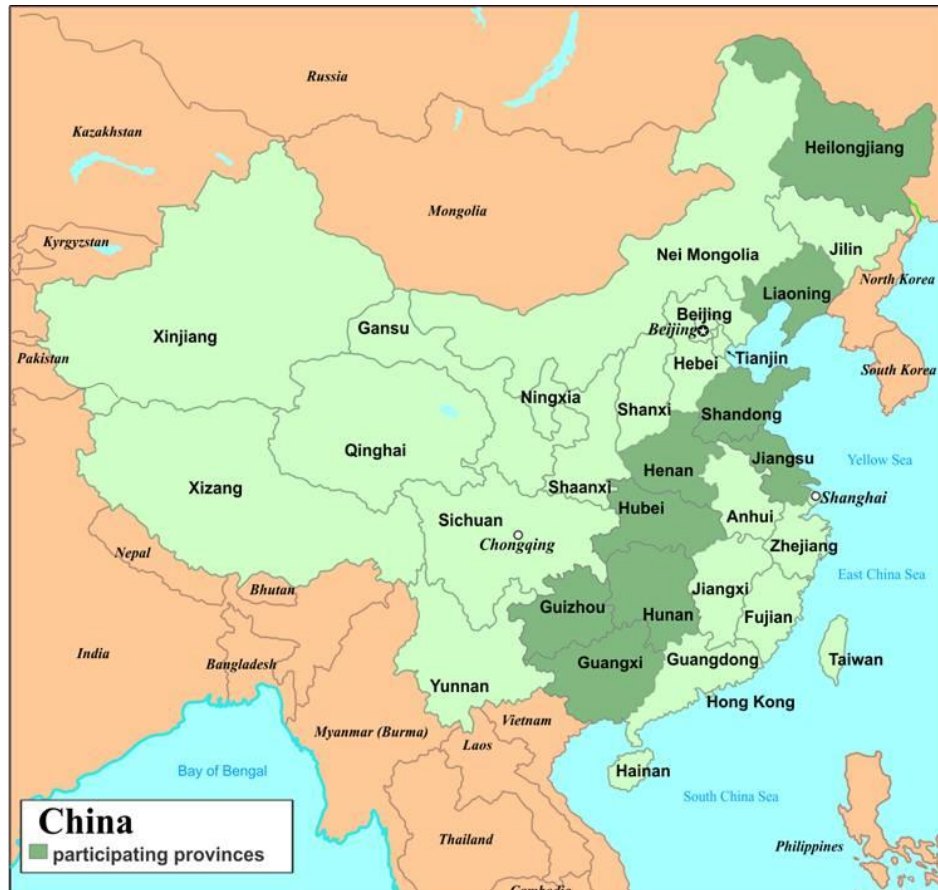 Russia
Kazakhstan
Heilongjiang
Mongolia
Kyrgyzstan
Jilin
Nei Mongolia
North Korea
Liaoning
Xinjiang
Gansu
Beijing
Beijing
Pakistan
Hebei
Tianjin
South Korea
Ningxia
Shanxi
Shandong
Qinghai
Henan
Jiangsu
Yellow Sea
Xizang
Shaanxi
Shanghai
Hubei
Anhui
Sichuan
Chongqing
Zhejiang
Nepal
East China Sea
Bhutan
Jiangxi
Guizhou
Hunan
Fujian
India
Bangladesh
Guangxi
Guangdong
Taiwan
Yunnan
Hong Kong
Vietnam
Myanmar (Burma)
Laos
Bay of Bengal
Hainan
South China Sea
China
participating provinces
Thailand
Philippines
Cambodia